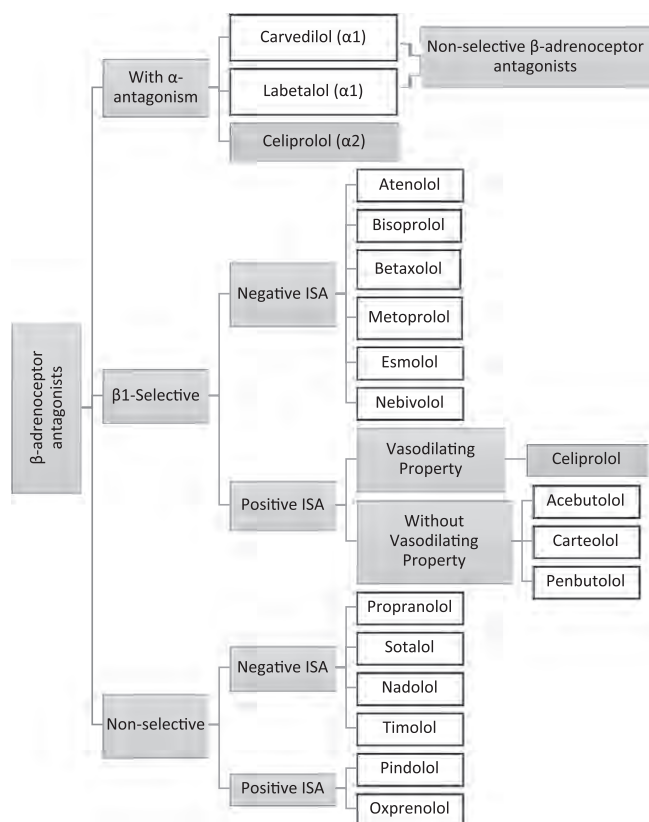 Carvedilol (α1)
Non-selective β-adrenoceptor
antagonists
With α-
antagonism
Labetalol (α1)
Celiprolol (α2)
Atenolol
Bisoprolol
Negative ISA
Betaxolol
Metoprolol
Esmolol
Nebivolol
β-adrenoceptor
antagonists
β1-Selective
Vasodilating
Property
Celiprolol
Positive ISA
Without
Vasodilating
Property
Acebutolol
Carteolol
Penbutolol
Propranolol
Negative ISA
Sotalol
Nadolol
Timolol
Non-selective
Positive ISA
Pindolol
Oxprenolol